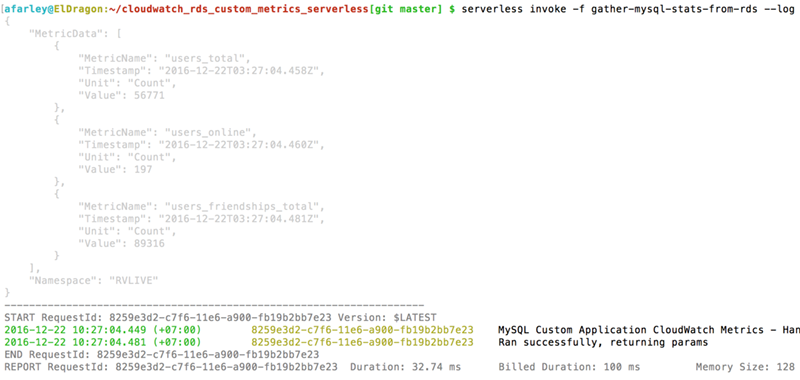 [afarley@ElDragon:~/cloudwatch_rds_custom_metrics_serverless[git master] $ serverless invoke -f gather-mysql-stats-from-rds --log
{
    "MetricData": [
        {
            "MetricName": "users_total",
            "Timestamp": "2016-12-22T03:27:04.458Z",
            "Unit": "Count",
            "Value": 56771
        },
        {
            "MetricName": "users_online",
            "Timestamp": "2016-12-22T03:27:04.460Z",
            "Unit": "Count",
            "Value": 197
        },
        {
            "MetricName": "users_friendships_total",
            "Timestamp": "2016-12-22T03:27:04.481Z",
            "Unit": "Count",
            "Value": 89316
        }
    ],
    "Namespace": "RVLIVE"
}
--------------------------------------------------------------------
START RequestId: 8259e3d2-c7f6-11e6-a900-fb19b2bb7e23 Version: $LATEST
2016-12-22 10:27:04.449 (+07:00)        8259e3d2-c7f6-11e6-a900-fb19b2bb7e23    MySQL Custom Application CloudWatch Metrics - Han
2016-12-22 10:27:04.481 (+07:00)        8259e3d2-c7f6-11e6-a900-fb19b2bb7e23    Ran successfully, returning params
END RequestId: 8259e3d2-c7f6-11e6-a900-fb19b2bb7e23
REPORT RequestId: 8259e3d2-c7f6-11e6-a900-fb19b2bb7e23  Duration: 32.74 ms      Billed Duration: 100 ms         Memory Size: 128